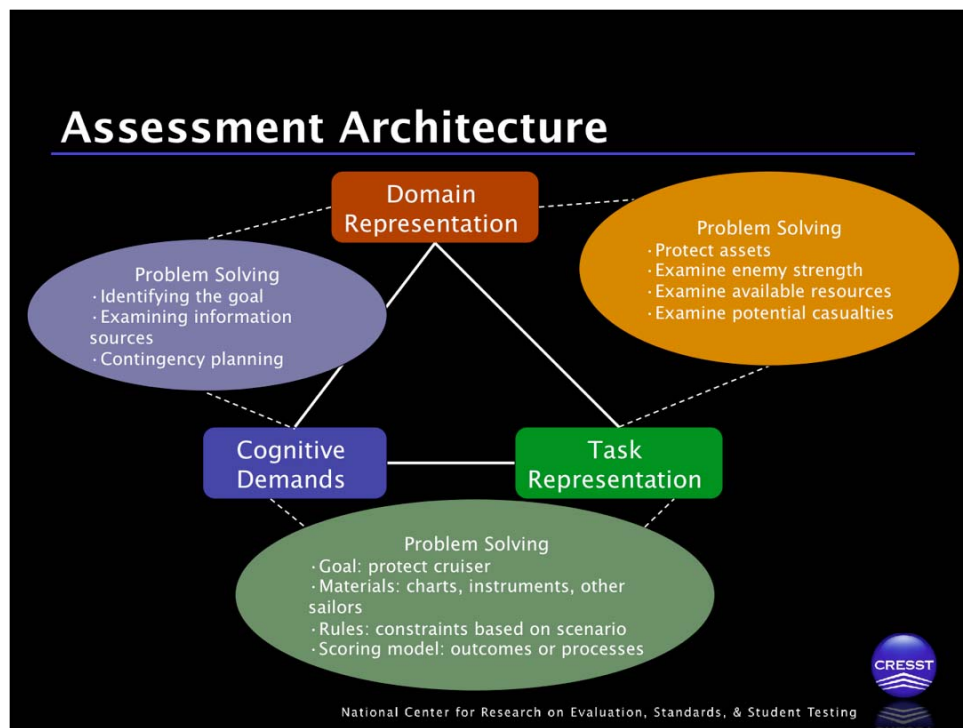 Assessment Architecture
Domain
Representation
Problem Solving
·Identifying the goal
·Examining information
sources
·Contingency planning
Problem Solving
·Protect assets
·Examine enemy strength
·Examine available resources
·Examine potential casualties
Cognitive
Demands
Task
Representation
Problem Solving
·Goal: protect cruiser
·Materials: charts, instruments, other
sailors
·Rules: constraints based on scenario
·Scoring model: outcomes or processes
CRESST
National Center for Research on Evaluation, Standards, & Student Testing